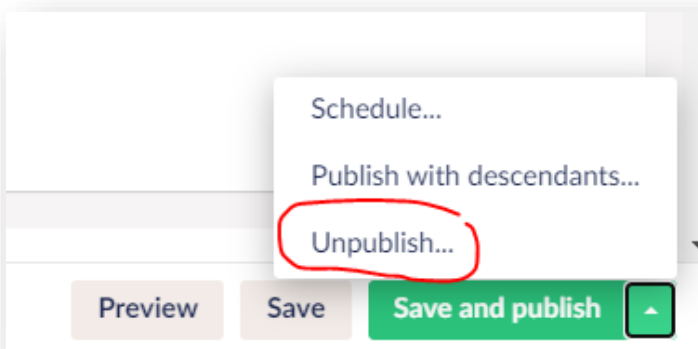 Schedule...
Publish with descendants...
Unpublish...
Preview Save Save and publish